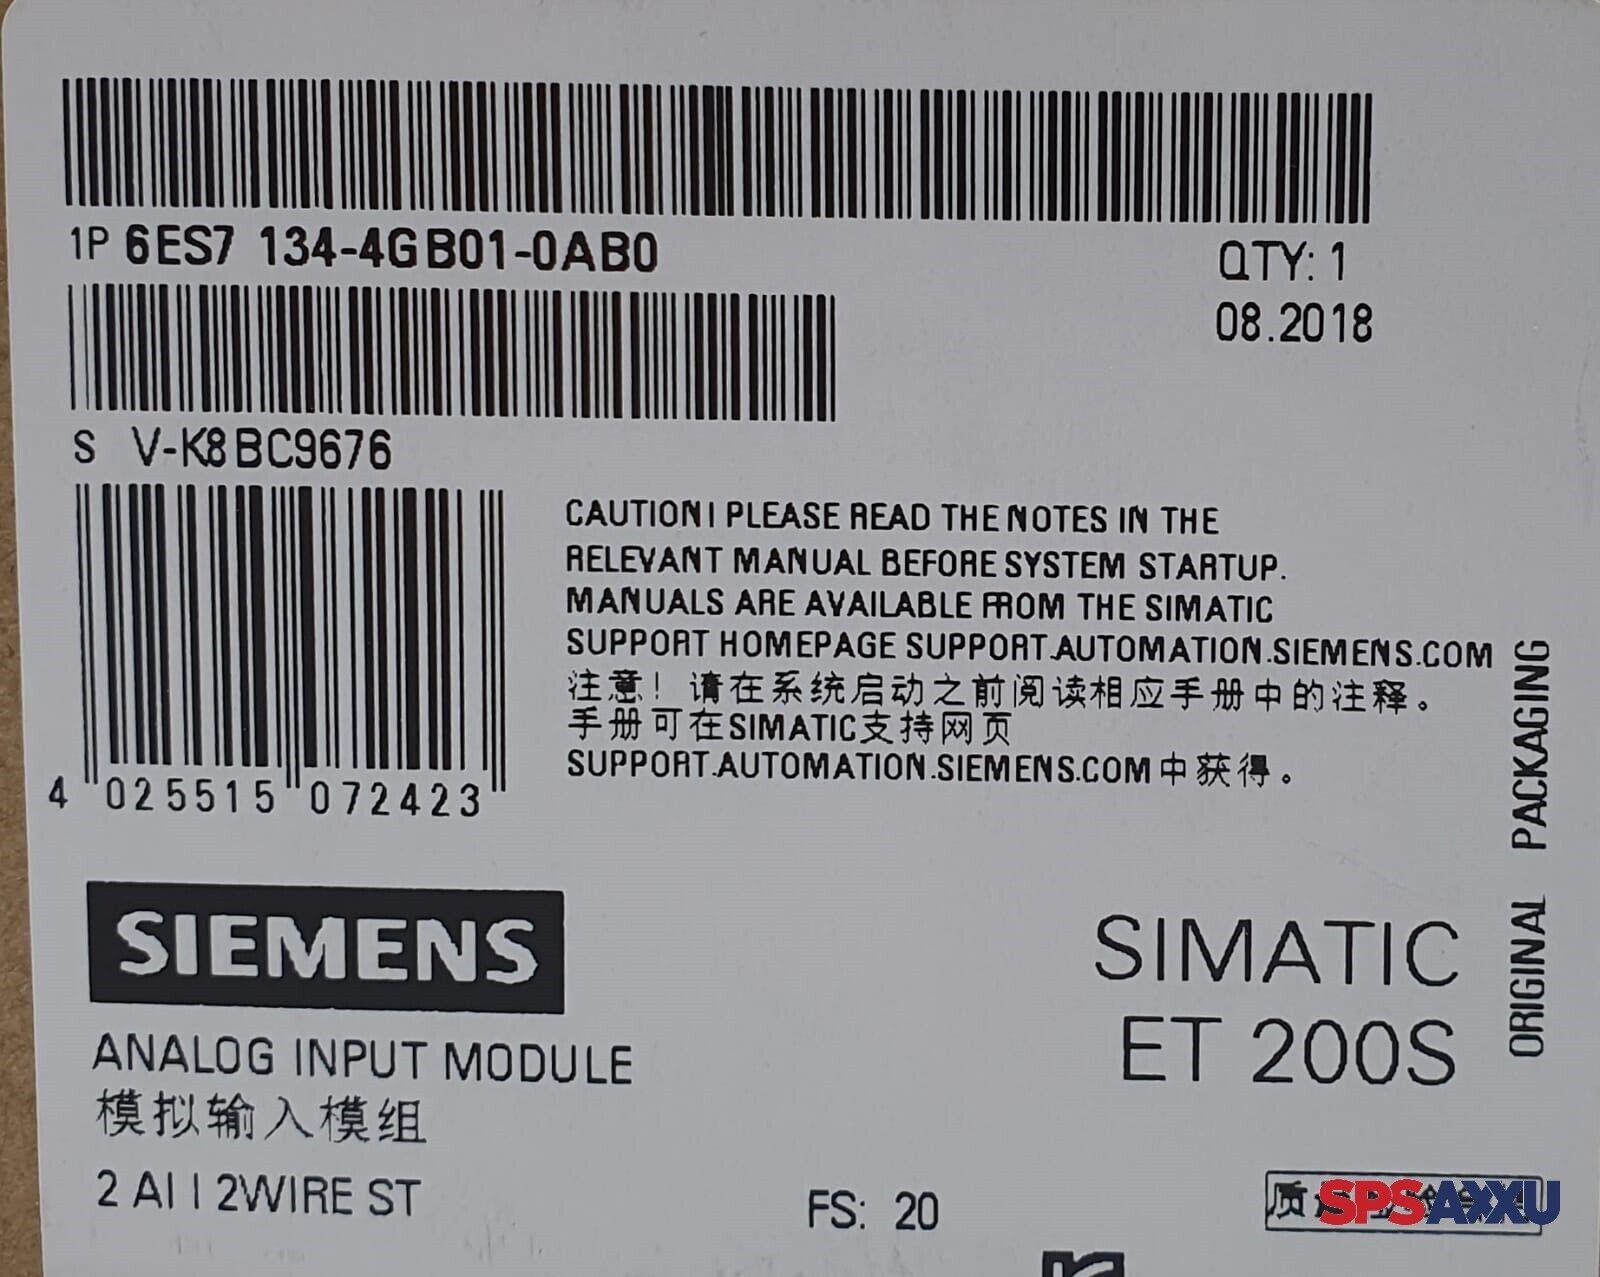 1P 6ES7 134-4GB01-0AB0
QTY: 1
08.2018
S V-K8BC9676
4 025515 072423
CAUTION! PLEASE READ THE NOTES IN THE
RELEVANT MANUAL BEFORE SYSTEM STARTUP.
MANUALS ARE AVAILABLE FROM THE SIMATIC
SUPPORT HOMEPAGE SUPPORT.AUTOMATION.SIEMENS.COM
注意！请在系统启动之前阅读相应手册中的注释。
手册可在SIMATIC支持网页
SUPPORT.AUTOMATION.SIEMENS.COM中获得。
ORIGINAL PACKAGING
SIEMENS
SIMATIC
ET 200S
ANALOG INPUT MODULE
模拟输入模组
2 AI I 2WIRE ST
FS: 20
质
SPSAXXU